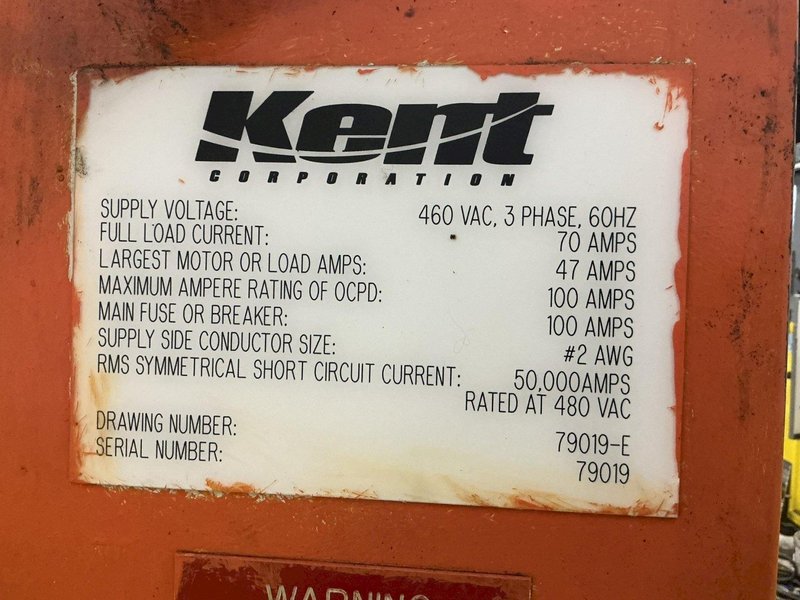 Kent
CORPORATION
SUPPLY VOLTAGE: 460 VAC, 3 PHASE, 60HZ
FULL LOAD CURRENT: 70 AMPS
LARGEST MOTOR OR LOAD AMPS: 47 AMPS
MAXIMUM AMPERE RATING OF OCPD: 100 AMPS
MAIN FUSE OR BREAKER: 100 AMPS
SUPPLY SIDE CONDUCTOR SIZE: #2 AWG
RMS SYMMETRICAL SHORT CIRCUIT CURRENT: 50,000AMPS
RATED AT 480 VAC
DRAWING NUMBER: 79019-E
SERIAL NUMBER: 79019
WARNING